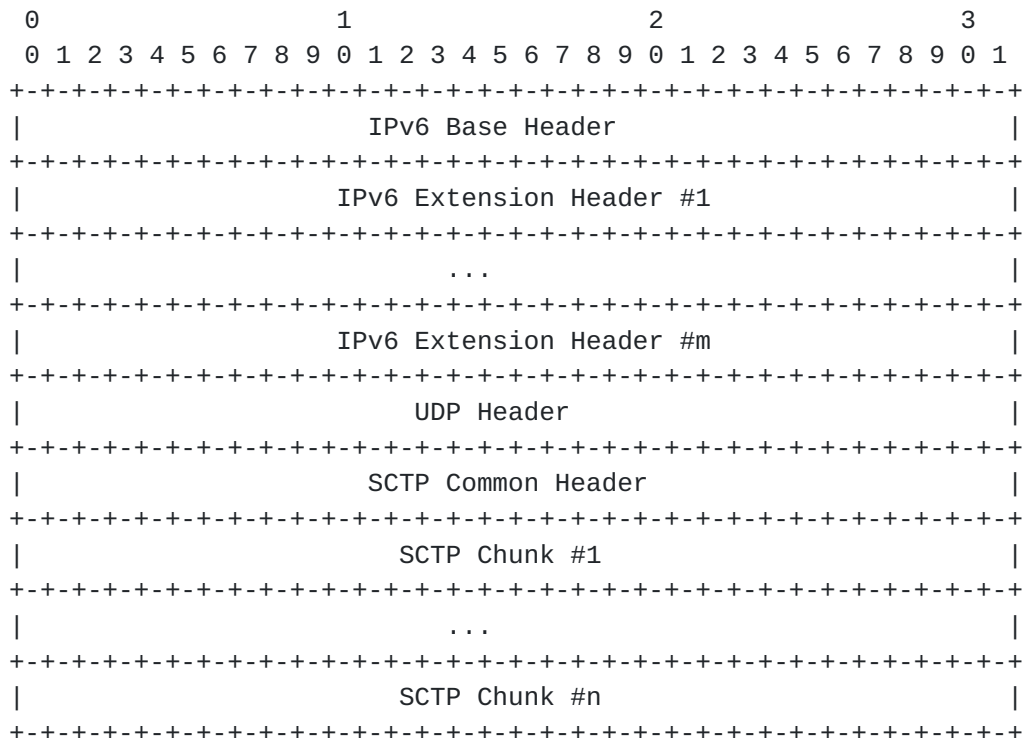 0                   1                   2                   3
 0 1 2 3 4 5 6 7 8 9 0 1 2 3 4 5 6 7 8 9 0 1 2 3 4 5 6 7 8 9 0 1
+-+-+-+-+-+-+-+-+-+-+-+-+-+-+-+-+-+-+-+-+-+-+-+-+-+-+-+-+-+-+-+-+
|                      IPv6 Base Header                         |
+-+-+-+-+-+-+-+-+-+-+-+-+-+-+-+-+-+-+-+-+-+-+-+-+-+-+-+-+-+-+-+-+
|                    IPv6 Extension Header #1                   |
+-+-+-+-+-+-+-+-+-+-+-+-+-+-+-+-+-+-+-+-+-+-+-+-+-+-+-+-+-+-+-+-+
|                           ...                                 |
+-+-+-+-+-+-+-+-+-+-+-+-+-+-+-+-+-+-+-+-+-+-+-+-+-+-+-+-+-+-+-+-+
|                    IPv6 Extension Header #m                   |
+-+-+-+-+-+-+-+-+-+-+-+-+-+-+-+-+-+-+-+-+-+-+-+-+-+-+-+-+-+-+-+-+
|                         UDP Header                            |
+-+-+-+-+-+-+-+-+-+-+-+-+-+-+-+-+-+-+-+-+-+-+-+-+-+-+-+-+-+-+-+-+
|                      SCTP Common Header                       |
+-+-+-+-+-+-+-+-+-+-+-+-+-+-+-+-+-+-+-+-+-+-+-+-+-+-+-+-+-+-+-+-+
|                        SCTP Chunk #1                          |
+-+-+-+-+-+-+-+-+-+-+-+-+-+-+-+-+-+-+-+-+-+-+-+-+-+-+-+-+-+-+-+-+
|                           ...                                 |
+-+-+-+-+-+-+-+-+-+-+-+-+-+-+-+-+-+-+-+-+-+-+-+-+-+-+-+-+-+-+-+-+
|                        SCTP Chunk #n                          |
+-+-+-+-+-+-+-+-+-+-+-+-+-+-+-+-+-+-+-+-+-+-+-+-+-+-+-+-+-+-+-+-+